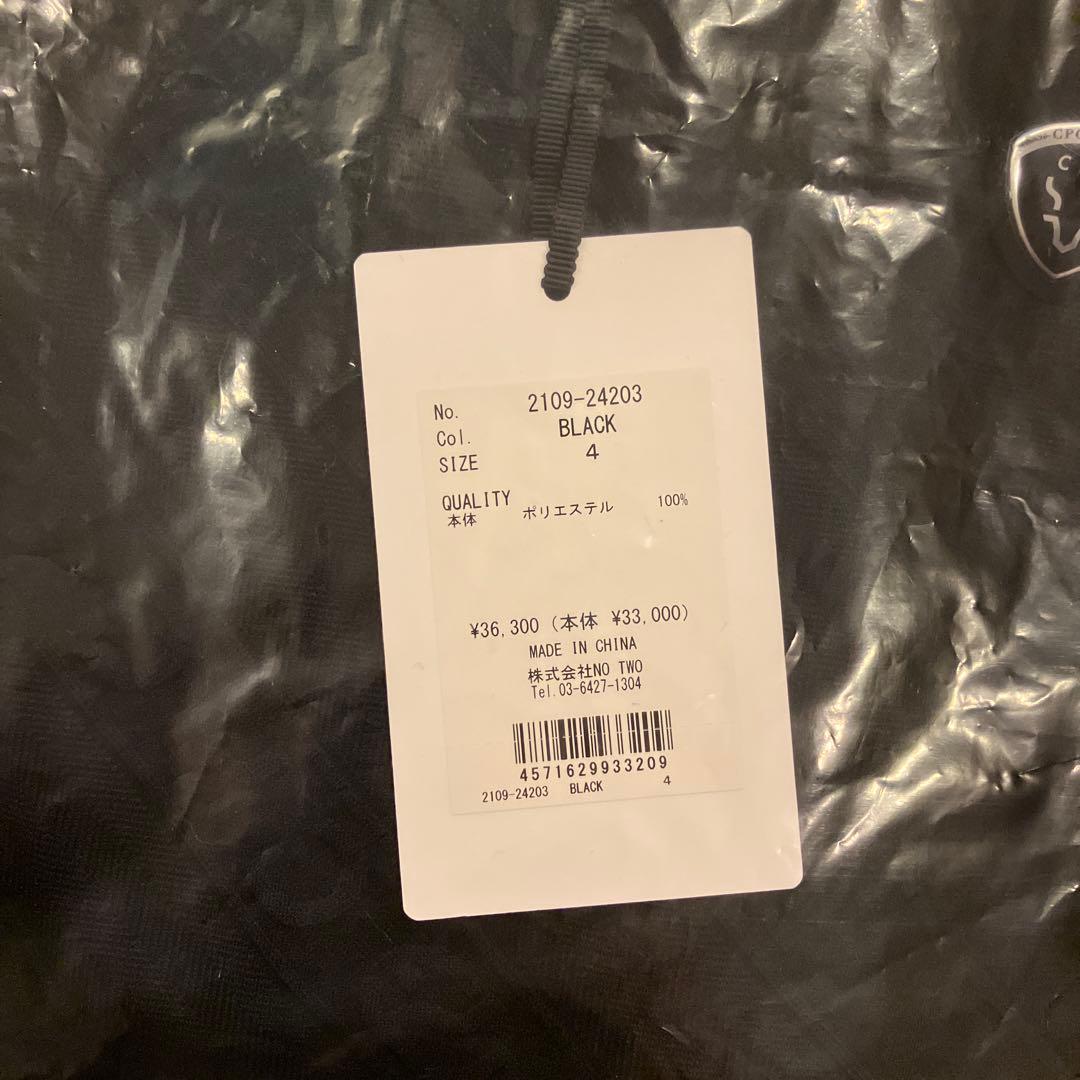 No. 2109-24203
Col. BLACK
SIZE 4
QUALITY
本体 ポリエステル 100%
¥36,300 (本体 ¥33,000)
MADE IN CHINA
株式会社NO TWO
Tel.03-6427-1304
4571629933209
2109-24203 BLACK 4